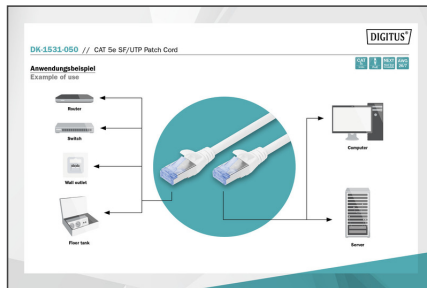 DIGITUS®
DK-1531-050 // CAT 5e SF/UTP Patch Cord
Anwendungsbeispiel
Example of use
Router
Switch
Wall outlet
Floor tank
Computer
Server